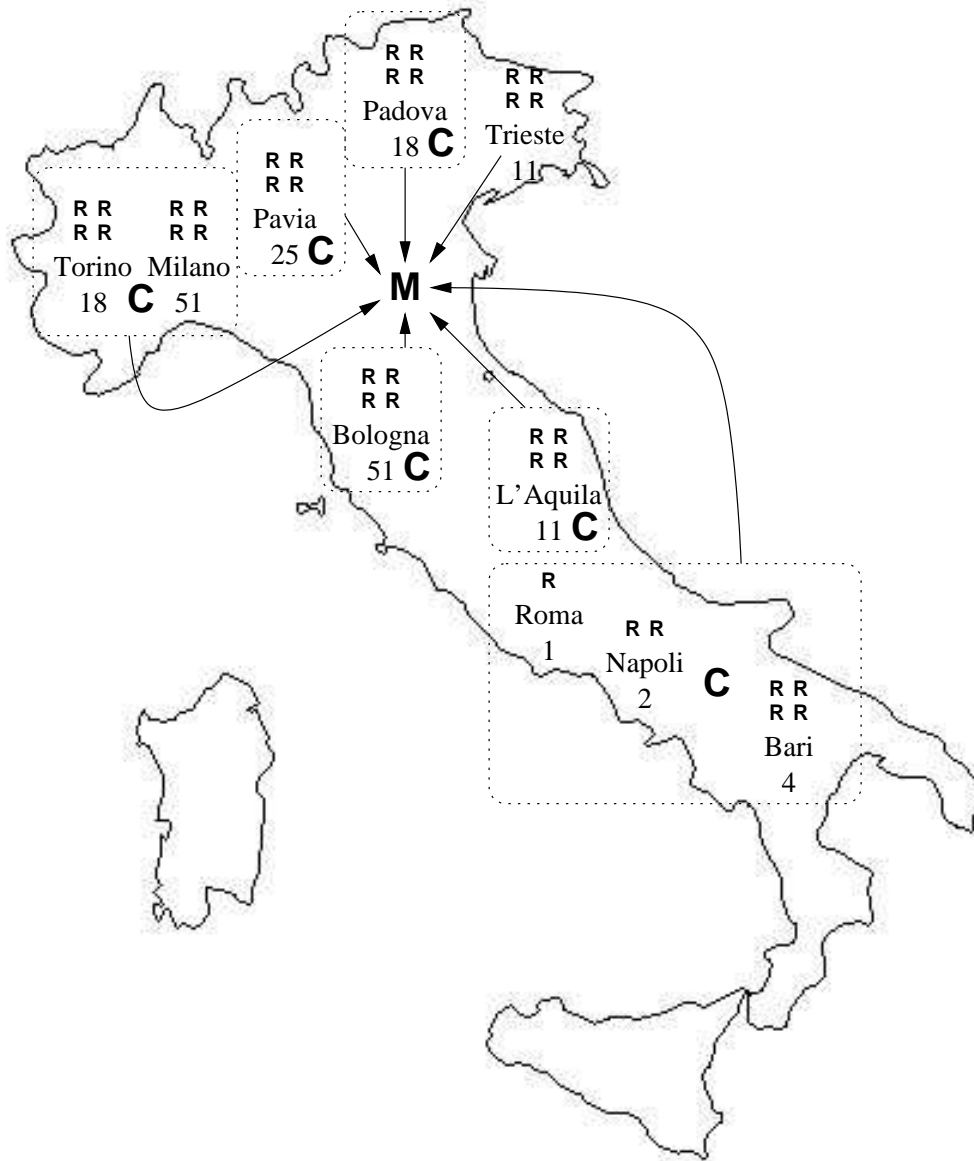 R R
R R
Padova
18 C
R R
R R
Trieste
11
R R
R R
Pavia
25 C
R R
R R
Torino
18
C
R R
R R
Milano
51
M
R R
R R
Bologna
51 C
R R
R R
L'Aquila
11 C
R
Roma
1
R R
Napoli
2
C
R R
R R
Bari
4